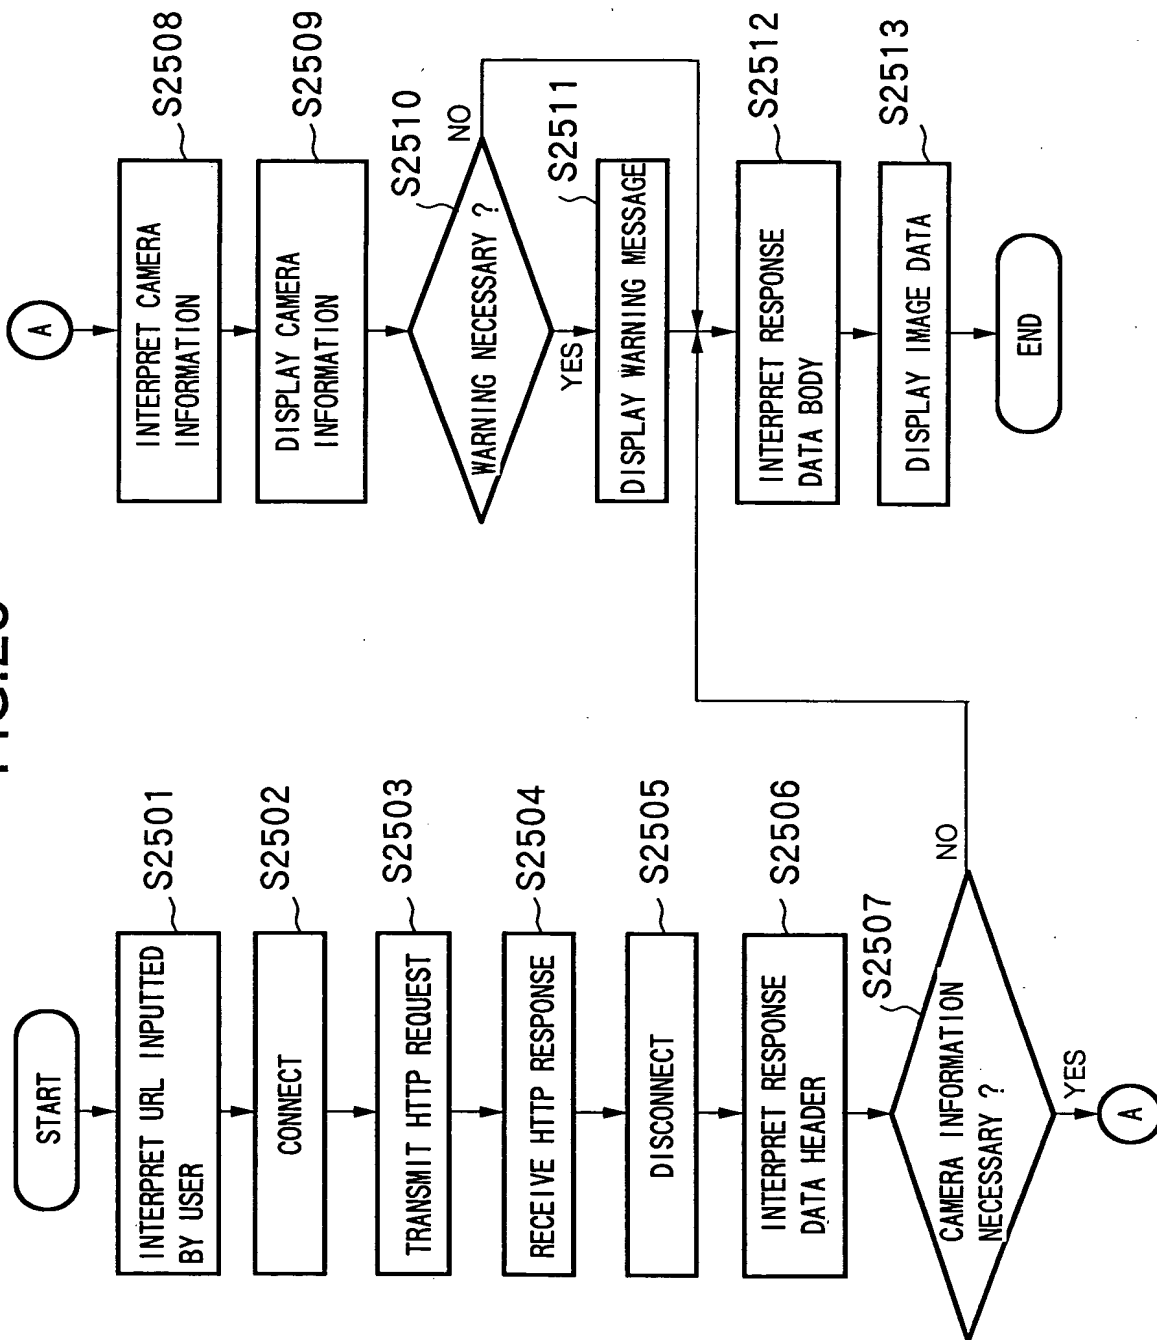 START
INTERPRET URL INPUTTED
BY USER
S2501
CONNECT
S2502
TRANSMIT HTTP REQUEST
S2503
RECEIVE HTTP RESPONSE
S2504
DISCONNECT
S2505
INTERPRET RESPONSE
DATA HEADER
S2506
CAMERA INFORMATION
NECESSARY ?
S2507
NO
YES
A
A
INTERPRET CAMERA
INFORMATION
S2508
DISPLAY CAMERA
INFORMATION
S2509
WARNING NECESSARY ?
S2510
NO
YES
DISPLAY WARNING MESSAGE
S2511
INTERPRET RESPONSE
DATA BODY
S2512
DISPLAY IMAGE DATA
S2513
END